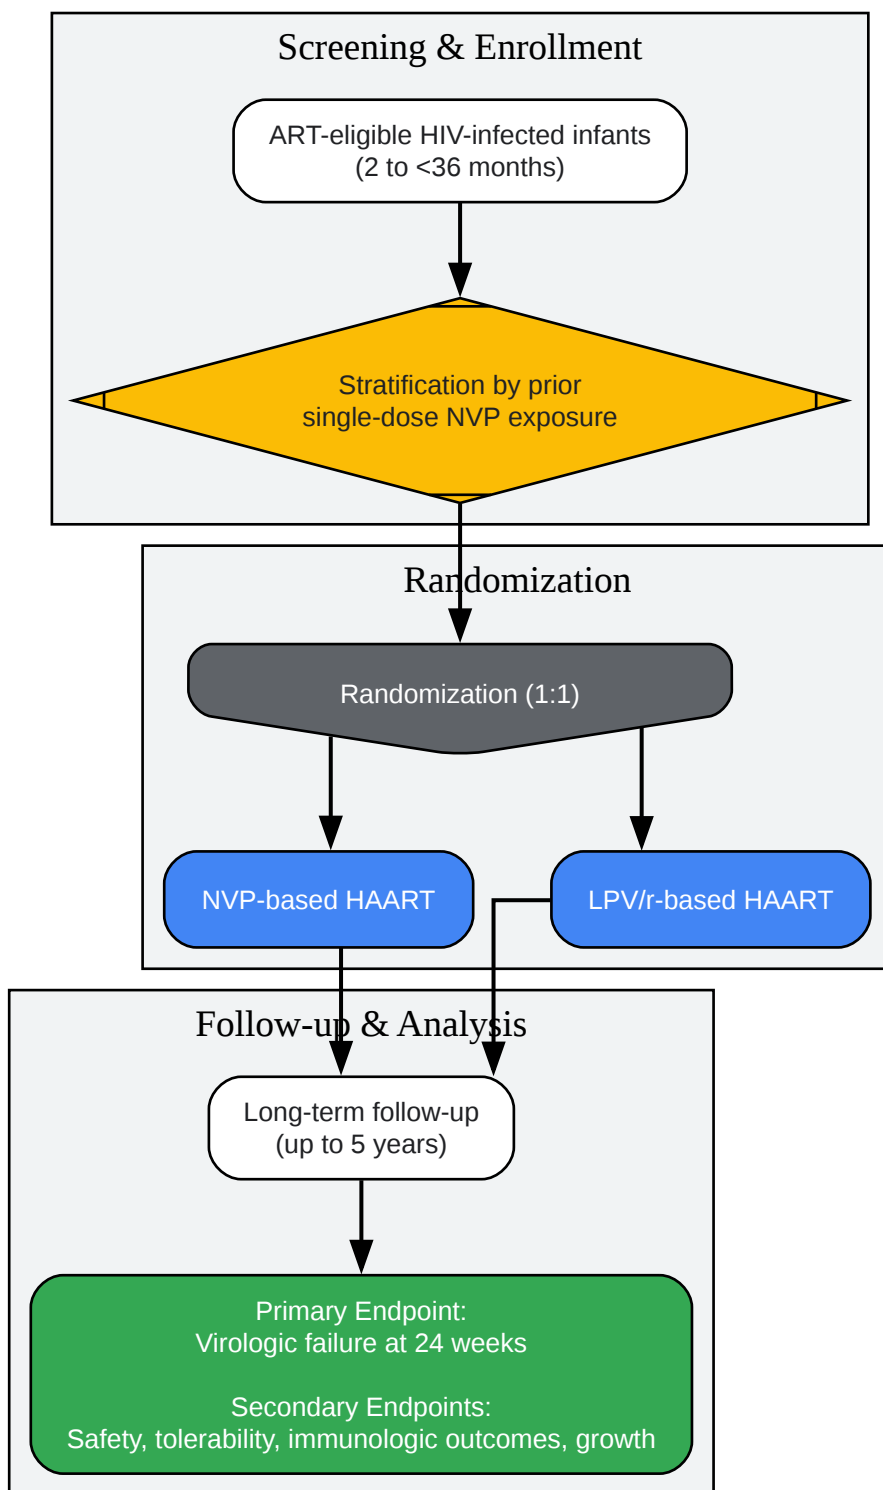 Screening & Enrollment
ART-eligible HIV-infected infants
(2 to <36 months)
Stratification by prior
single-dose NVP exposure
Randomization
Randomization (1:1)
NVP-based HAART
LPV/r-based HAART
Follow-up & Analysis
Long-term follow-up
(up to 5 years)
Primary Endpoint:
Virologic failure at 24 weeks
Secondary Endpoints:
Safety, tolerability, immunologic outcomes, growth